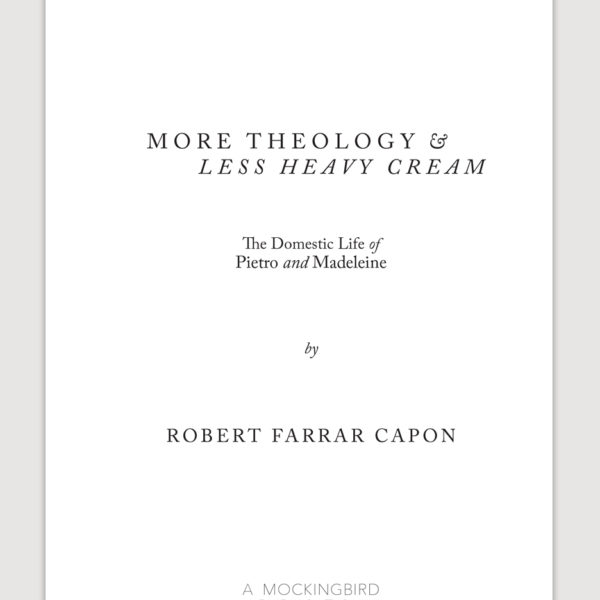 MORE THEOLOGY &
LESS HEAVY CREAM
The Domestic Life of
Pietro and Madeleine
by
ROBERT FARRAR CAPON
A MOCKINGBIRD